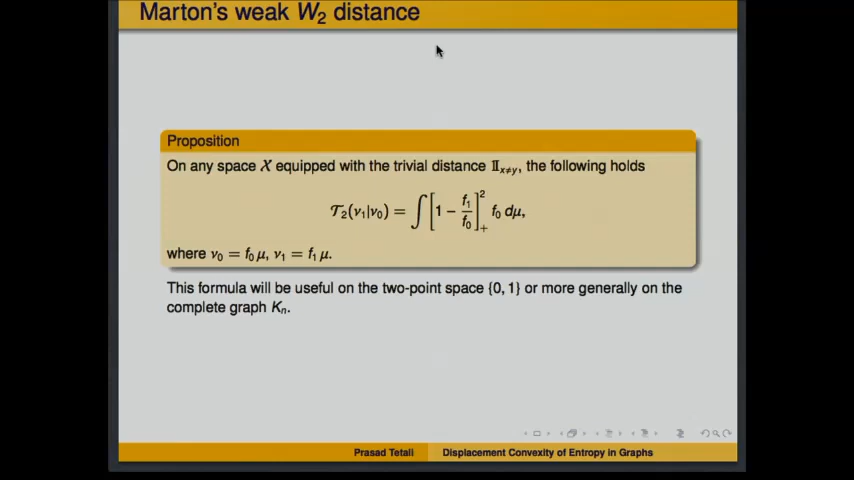 Marton's weak W₂ distance
Proposition
On any space X equipped with the trivial distance 𝕀ₓ≠ᵧ, the following holds
𝒯₂(ν₁|ν₀) = ∫ [1 − f₁/f₀]₊² f₀ dμ,
where ν₀ = f₀ μ, ν₁ = f₁ μ.
This formula will be useful on the two-point space {0, 1} or more generally on the
complete graph Kₙ.
Prasad Tetali Displacement Convexity of Entropy in Graphs